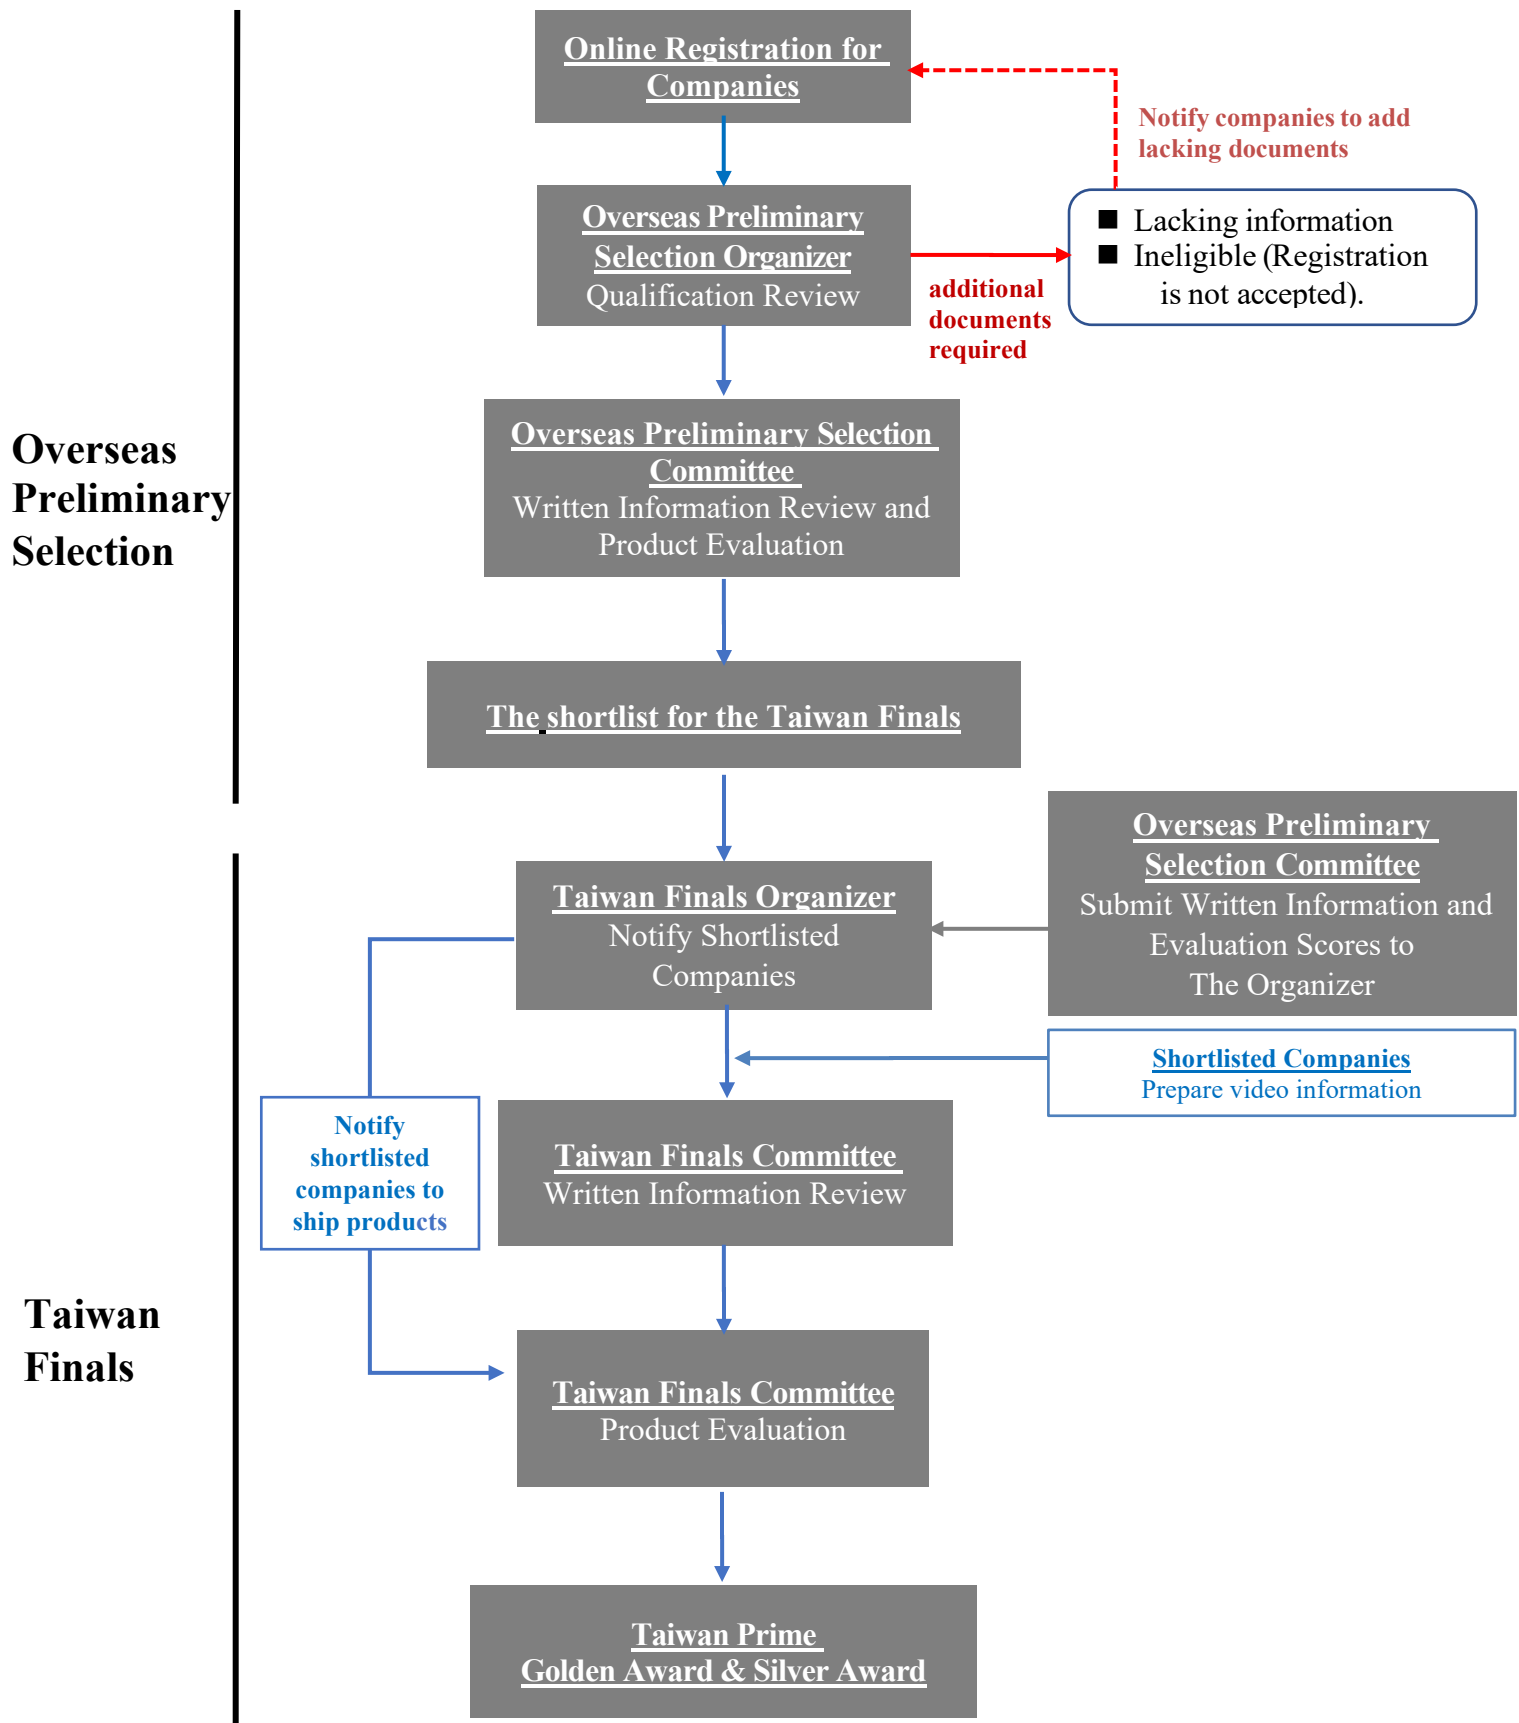 Online Registration for
Companies
Notify companies to add
lacking documents
Overseas Preliminary
Selection Organizer
Qualification Review
■ Lacking information
■ Ineligible (Registration
is not accepted).
additional
documents
required
Overseas
Preliminary
Selection
Overseas Preliminary Selection
Committee
Written Information Review and
Product Evaluation
The shortlist for the Taiwan Finals
Overseas Preliminary
Selection Committee
Submit Written Information and
Evaluation Scores to
The Organizer
Taiwan Finals Organizer
Notify Shortlisted
Companies
Shortlisted Companies
Prepare video information
Notify
shortlisted
companies to
ship products
Taiwan Finals Committee
Written Information Review
Taiwan
Finals
Taiwan Finals Committee
Product Evaluation
Taiwan Prime
Golden Award & Silver Award